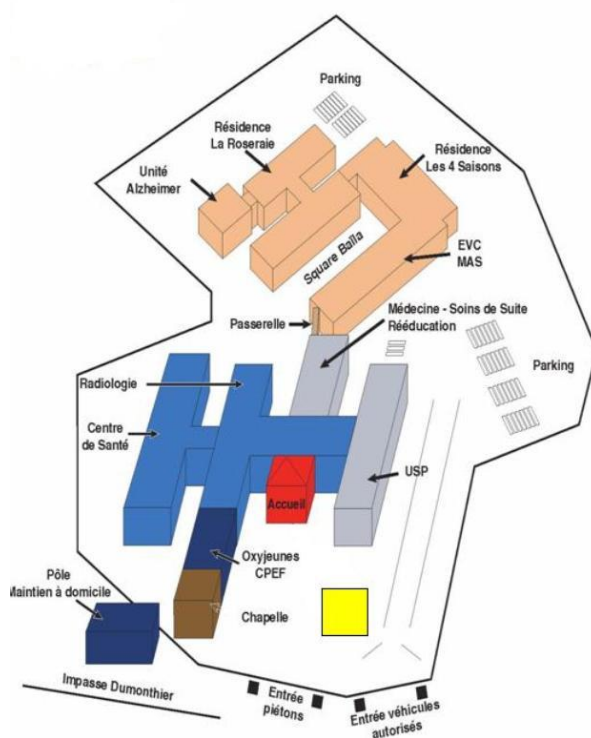 Parking
Résidence
La Roseraie
Résidence
Les 4 Saisons
Unité
Alzheimer
Square Balla
EVC
MAS
Médecine - Soins de Suite
Rééducation
Passerelle
Radiologie
Parking
Centre
de Santé
USP
Accueil
Oxyjeunes
CPEF
Pôle
Maintien à domicile
Chapelle
Impasse Dumonthier
Entrée
piétons
Entrée véhicules
autorisés